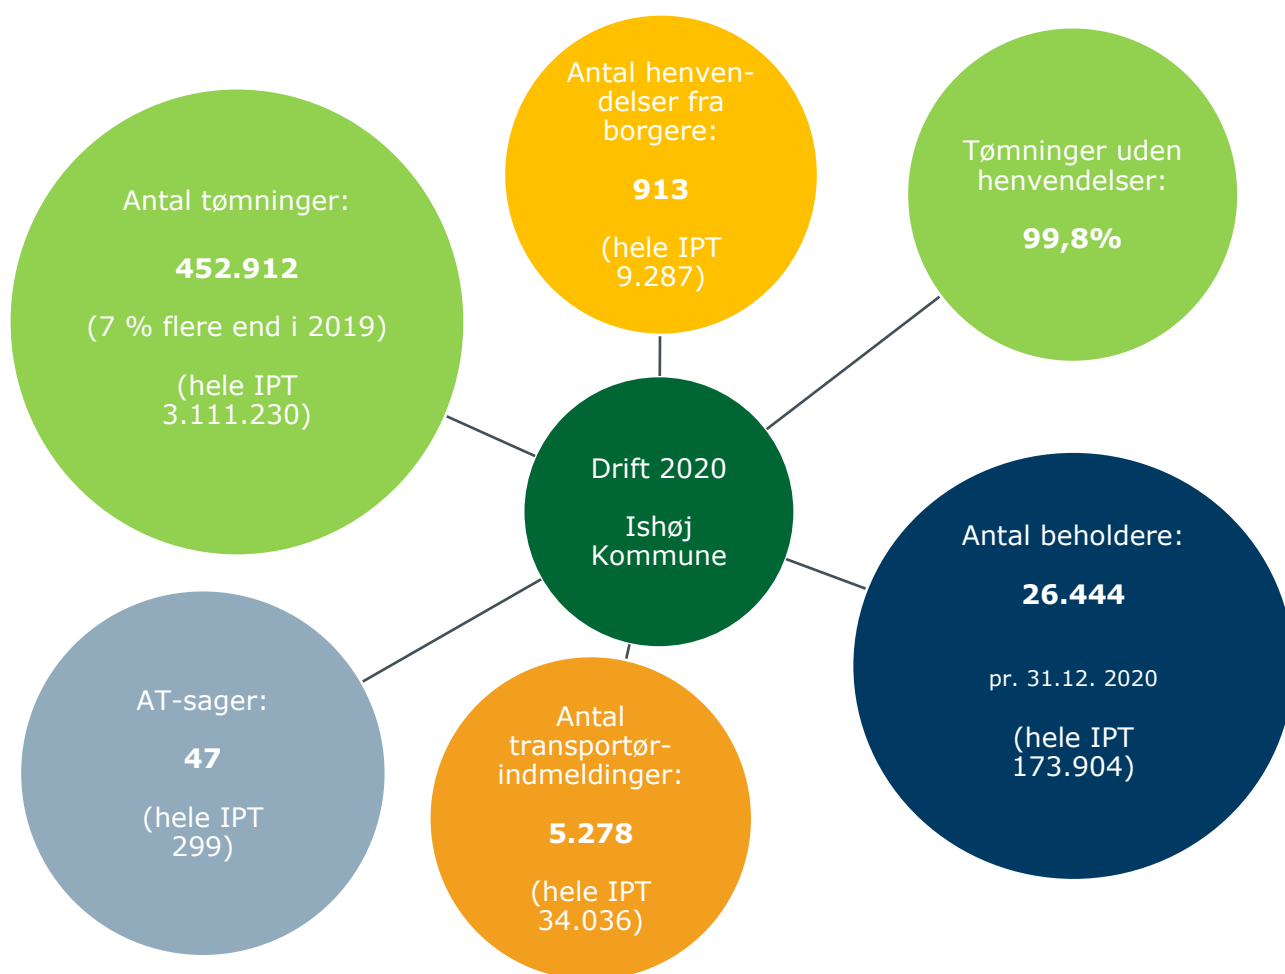 Antal tømninger:
452.912
(7 % flere end i 2019)
(hele IPT
3.111.230)
Antal henven-
delser fra
borgere:
913
(hele IPT
9.287)
Tømninger uden
henvendelser:
99,8%
Drift 2020
Ishøj
Kommune
Antal beholdere:
26.444
pr. 31.12. 2020
(hele IPT
173.904)
AT-sager:
47
(hele IPT
299)
Antal
transportør-
indmeldinger:
5.278
(hele IPT
34.036)